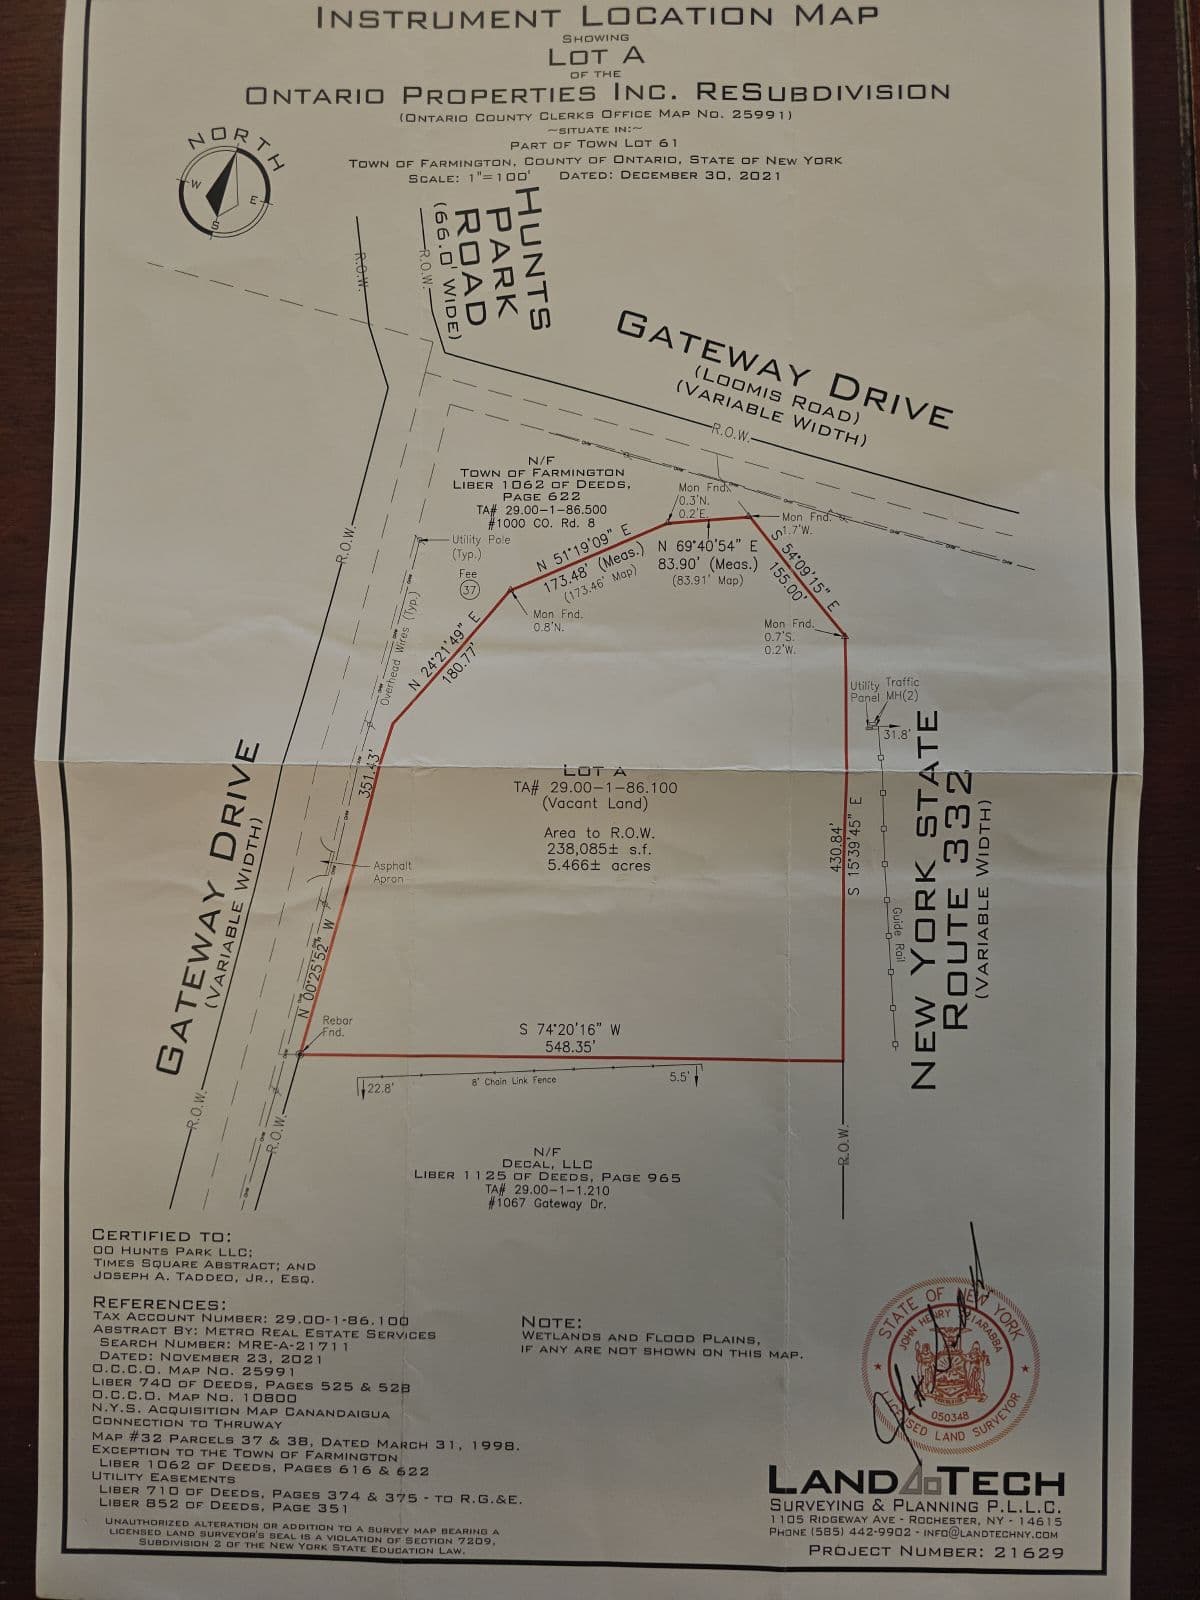 INSTRUMENT LOCATION MAP
SHOWING
LOT A
OF THE
ONTARIO PROPERTIES INC. RESUBDIVISION
(ONTARIO COUNTY CLERKS OFFICE MAP NO. 25991)
~SITUATE IN:~
PART OF TOWN LOT 61
TOWN OF FARMINGTON, COUNTY OF ONTARIO, STATE OF NEW YORK
SCALE: 1"=100' DATED: DECEMBER 30, 2021
NORTH
W
E
S
HUNTS
PARK
ROAD
(66.0' WIDE)
R.O.W.
R.O.W.
GATEWAY DRIVE
(LOOMIS ROAD)
(VARIABLE WIDTH)
R.O.W.
N/F
TOWN OF FARMINGTON
LIBER 1062 OF DEEDS,
PAGE 622
TA# 29.00-1-86.500
#1000 CO. Rd. 8
Mon Fnd.
0.3'N.
0.2'E.
Mon Fnd.
1.7'W.
Utility Pole
(Typ.)
Fee
37
R.O.W.
Overhead Wires (Typ.)
N 51°19'09" E
173.48' (Meas.)
(173.46' Map)
N 69°40'54" E
83.90' (Meas.)
(83.91' Map)
S 54°09'15" E
155.00'
Mon Fnd.
0.8'N.
Mon Fnd.
0.7'S.
0.2'W.
N 24°21'49" E
180.77'
Utility Panel
Traffic MH(2)
31.8'
351.43'
N 00°25'52" W
LOT A
TA# 29.00-1-86.100
(Vacant Land)
Area to R.O.W.
238,085± s.f.
5.466± acres
430.84'
S 15°39'45" E
Guide Rail
NEW YORK STATE
ROUTE 332
(VARIABLE WIDTH)
GATEWAY DRIVE
(VARIABLE WIDTH)
Asphalt
Apron
Rebar
Fnd.
S 74°20'16" W
548.35'
22.8'
8' Chain Link Fence
5.5'
R.O.W.
R.O.W.
R.O.W.
N/F
DECAL, LLC
LIBER 1125 OF DEEDS, PAGE 965
TA# 29.00-1-1.210
#1067 Gateway Dr.
CERTIFIED TO:
OO HUNTS PARK LLC;
TIMES SQUARE ABSTRACT; AND
JOSEPH A. TADDEO, JR., ESQ.
REFERENCES:
TAX ACCOUNT NUMBER: 29.00-1-86.100
ABSTRACT BY: METRO REAL ESTATE SERVICES
SEARCH NUMBER: MRE-A-21711
DATED: NOVEMBER 23, 2021
O.C.C.O. MAP NO. 25991
LIBER 740 OF DEEDS, PAGES 525 & 528
O.C.C.O. MAP NO. 10800
N.Y.S. ACQUISITION MAP CANANDAIGUA
CONNECTION TO THRUWAY
MAP #32 PARCELS 37 & 38, DATED MARCH 31, 1998.
EXCEPTION TO THE TOWN OF FARMINGTON
LIBER 1062 OF DEEDS, PAGES 616 & 622
UTILITY EASEMENTS
LIBER 710 OF DEEDS, PAGES 374 & 375 - TO R.G.&E.
LIBER 852 OF DEEDS, PAGE 351
UNAUTHORIZED ALTERATION OR ADDITION TO A SURVEY MAP BEARING A
LICENSED LAND SURVEYOR'S SEAL IS A VIOLATION OF SECTION 7209,
SUBDIVISION 2 OF THE NEW YORK STATE EDUCATION LAW.
NOTE:
WETLANDS AND FLOOD PLAINS,
IF ANY ARE NOT SHOWN ON THIS MAP.
STATE OF NEW YORK
JOHN HENRY
050348
LICENSED LAND SURVEYOR
LANDTECH
SURVEYING & PLANNING P.L.L.C.
1105 RIDGEWAY AVE - ROCHESTER, NY - 14615
PHONE (585) 442-9902 - INFO@LANDTECHNY.COM
PROJECT NUMBER: 21629